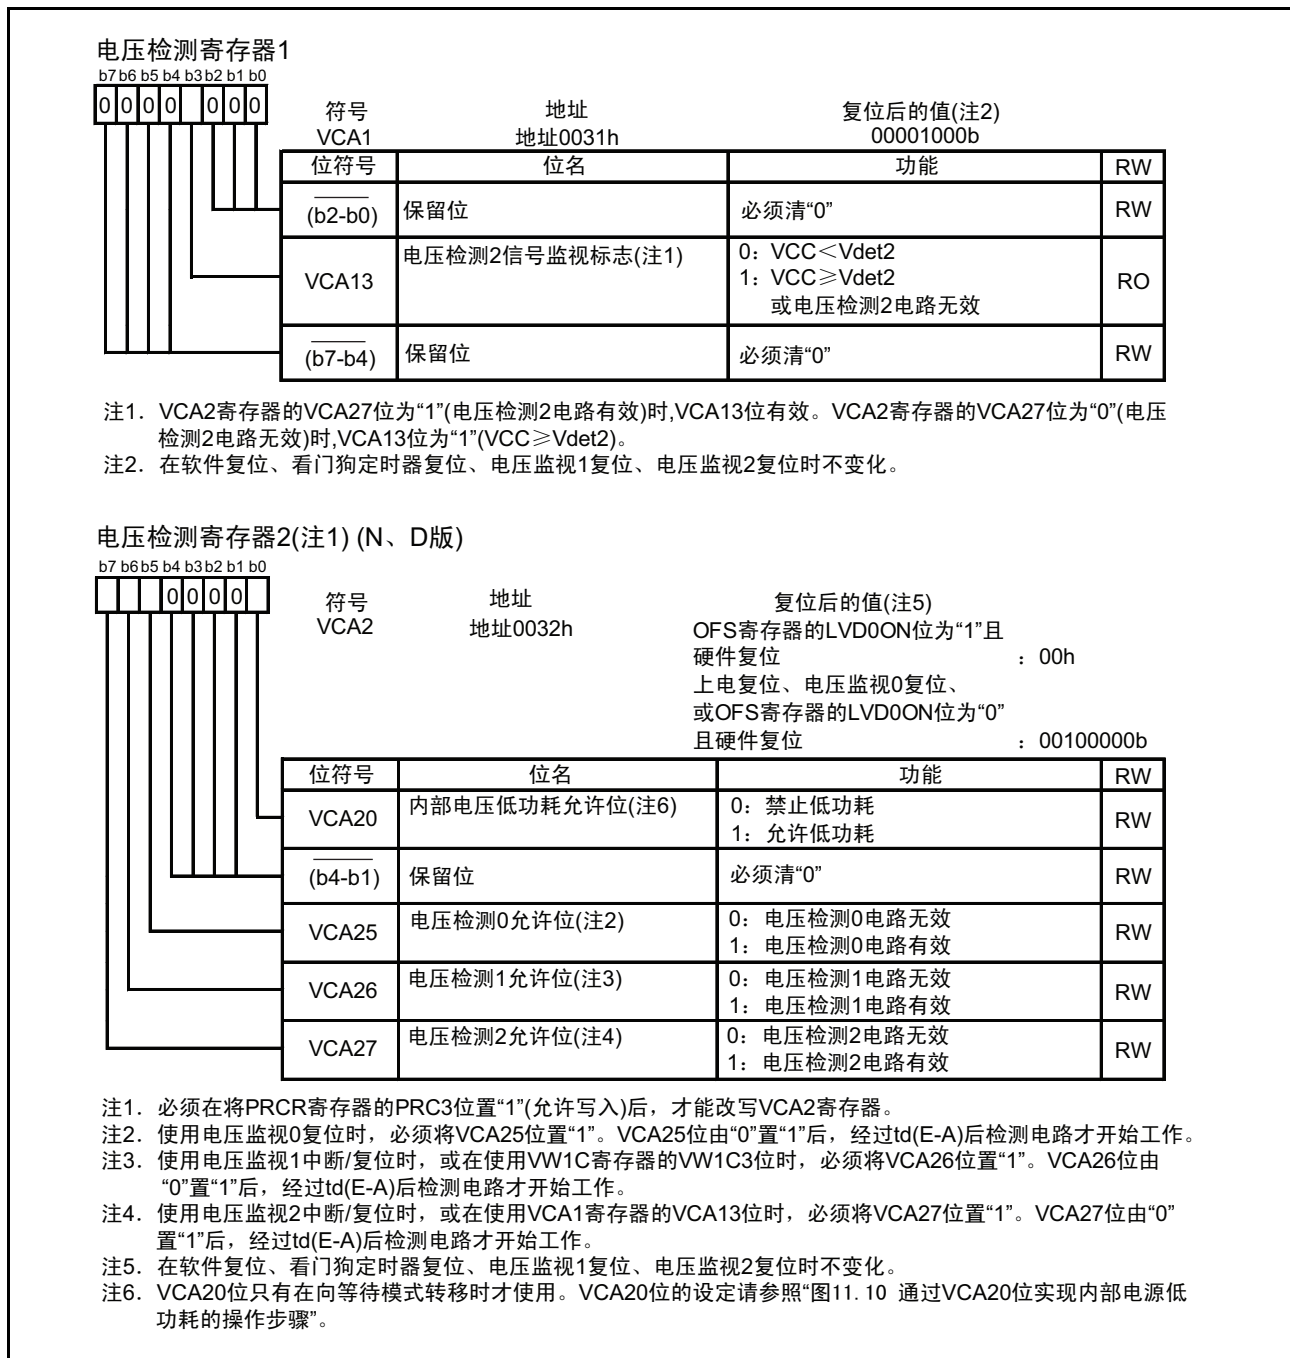 电压检测寄存器1
b7 b6 b5 b4 b3 b2 b1 b0
0 0 0 0 0 0 0
符号 地址 复位后的值(注2)
VCA1 地址0031h 00001000b
位符号 位名 功能 RW
(b2-b0) 保留位 必须清“0” RW
VCA13 电压检测2信号监视标志(注1) 0：VCC＜Vdet2
1：VCC≥Vdet2
或电压检测2电路无效 RO
(b7-b4) 保留位 必须清“0” RW
注1．VCA2寄存器的VCA27位为“1”(电压检测2电路有效)时,VCA13位有效。VCA2寄存器的VCA27位为“0”(电压
检测2电路无效)时,VCA13位为“1”(VCC≥Vdet2)。
注2．在软件复位、看门狗定时器复位、电压监视1复位、电压监视2复位时不变化。
电压检测寄存器2(注1) (N、D版)
b7 b6 b5 b4 b3 b2 b1 b0
0 0 0 0
符号 地址 复位后的值(注5)
VCA2 地址0032h OFS寄存器的LVD0ON位为“1”且
硬件复位 ：00h
上电复位、电压监视0复位、
或OFS寄存器的LVD0ON位为“0”
且硬件复位 ：00100000b
位符号 位名 功能 RW
VCA20 内部电压低功耗允许位(注6) 0：禁止低功耗
1：允许低功耗 RW
(b4-b1) 保留位 必须清“0” RW
VCA25 电压检测0允许位(注2) 0：电压检测0电路无效
1：电压检测0电路有效 RW
VCA26 电压检测1允许位(注3) 0：电压检测1电路无效
1：电压检测1电路有效 RW
VCA27 电压检测2允许位(注4) 0：电压检测2电路无效
1：电压检测2电路有效 RW
注1．必须在将PRCR寄存器的PRC3位置“1”(允许写入)后，才能改写VCA2寄存器。
注2．使用电压监视0复位时，必须将VCA25位置“1”。VCA25位由“0”置“1”后，经过td(E-A)后检测电路才开始工作。
注3．使用电压监视1中断/复位时，或在使用VW1C寄存器的VW1C3位时，必须将VCA26位置“1”。VCA26位由
“0”置“1”后，经过td(E-A)后检测电路才开始工作。
注4．使用电压监视2中断/复位时，或在使用VCA1寄存器的VCA13位时，必须将VCA27位置“1”。VCA27位由“0”
置“1”后，经过td(E-A)后检测电路才开始工作。
注5．在软件复位、看门狗定时器复位、电压监视1复位、电压监视2复位时不变化。
注6．VCA20位只有在向等待模式转移时才使用。VCA20位的设定请参照“图11.10 通过VCA20位实现内部电源低
功耗的操作步骤”。